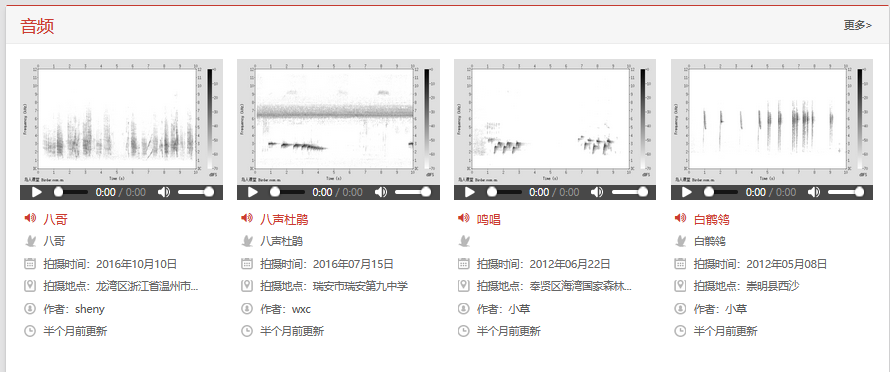 音频
更多>
0:00 / 0:00
0:00 / 0:00
0:00 / 0:00
0:00 / 0:00
八哥
八哥
拍摄时间：2016年10月10日
拍摄地点：龙湾区浙江省温州市...
作者：sheny
半个月前更新
八声杜鹃
八声杜鹃
拍摄时间：2016年07月15日
拍摄地点：瑞安市瑞安第九中学
作者：wxc
半个月前更新
鸣唱
拍摄时间：2012年06月22日
拍摄地点：奉贤区海湾国家森林...
作者：小草
半个月前更新
白鹡鸰
白鹡鸰
拍摄时间：2012年05月08日
拍摄地点：崇明县西沙
作者：小草
半个月前更新